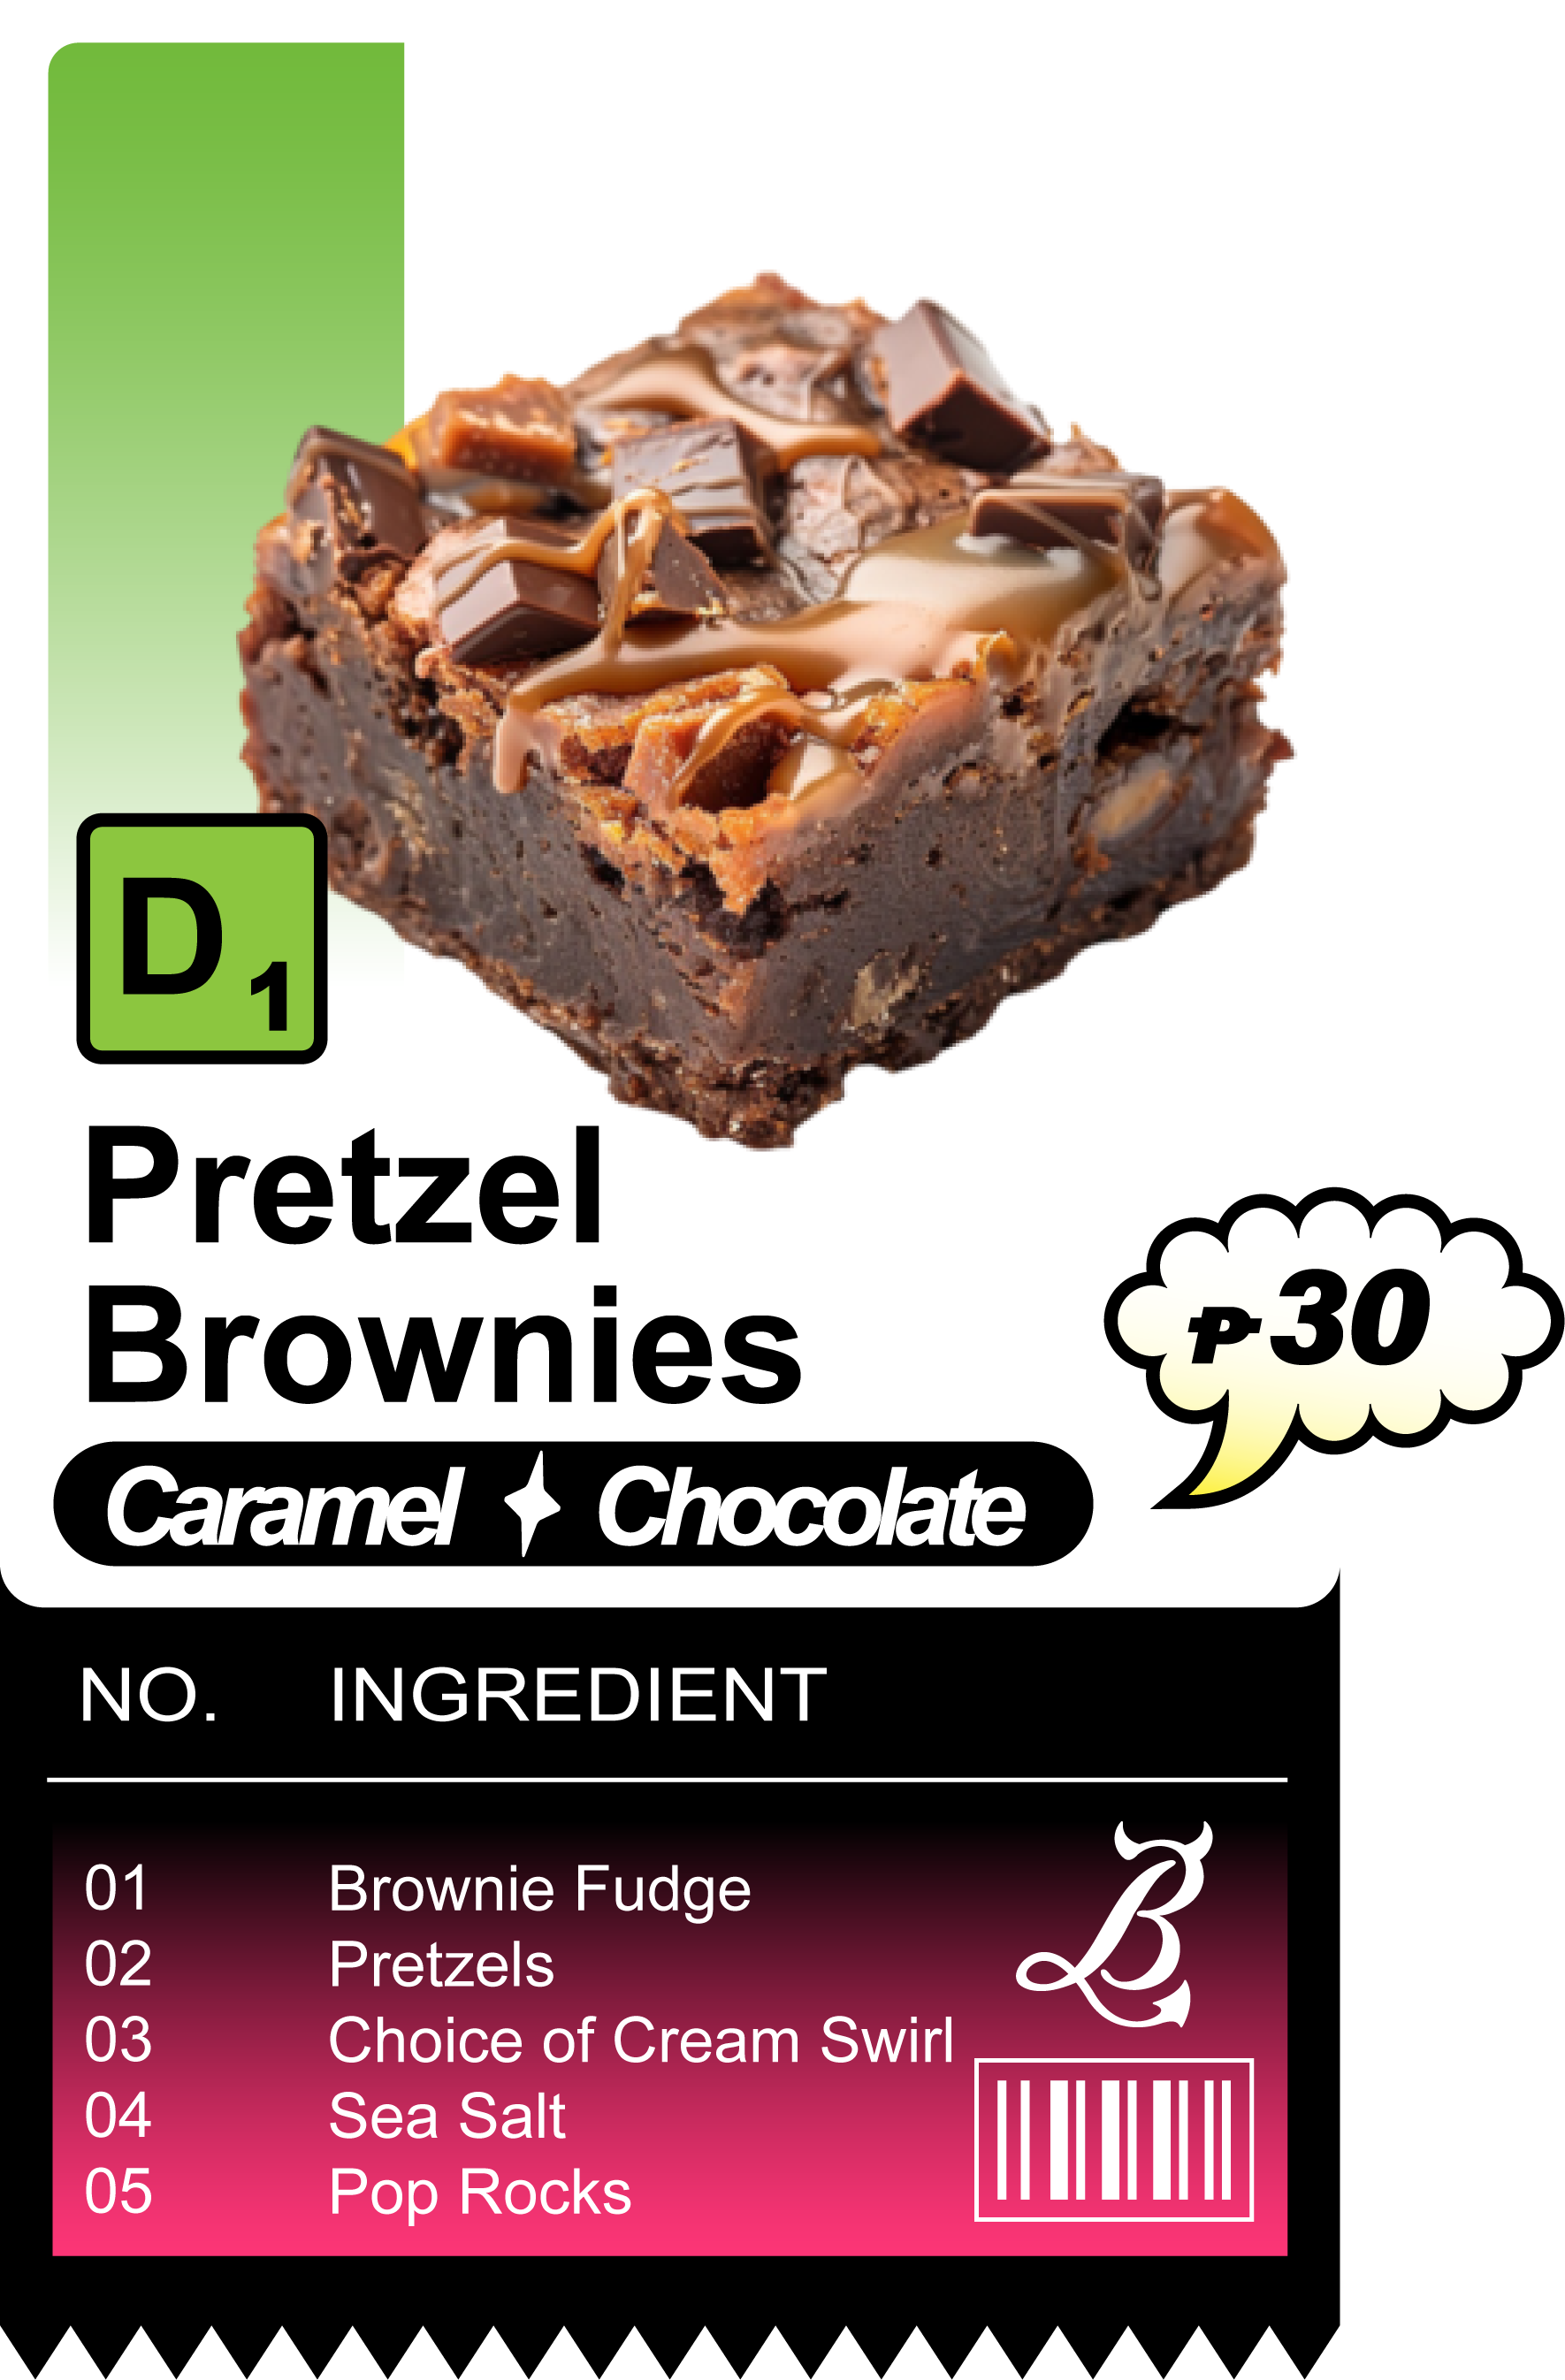 D 1
Pretzel
Brownies
₱30
Caramel Chocolate
NO. INGREDIENT
01 Brownie Fudge
02 Pretzels
03 Choice of Cream Swirl
04 Sea Salt
05 Pop Rocks
B